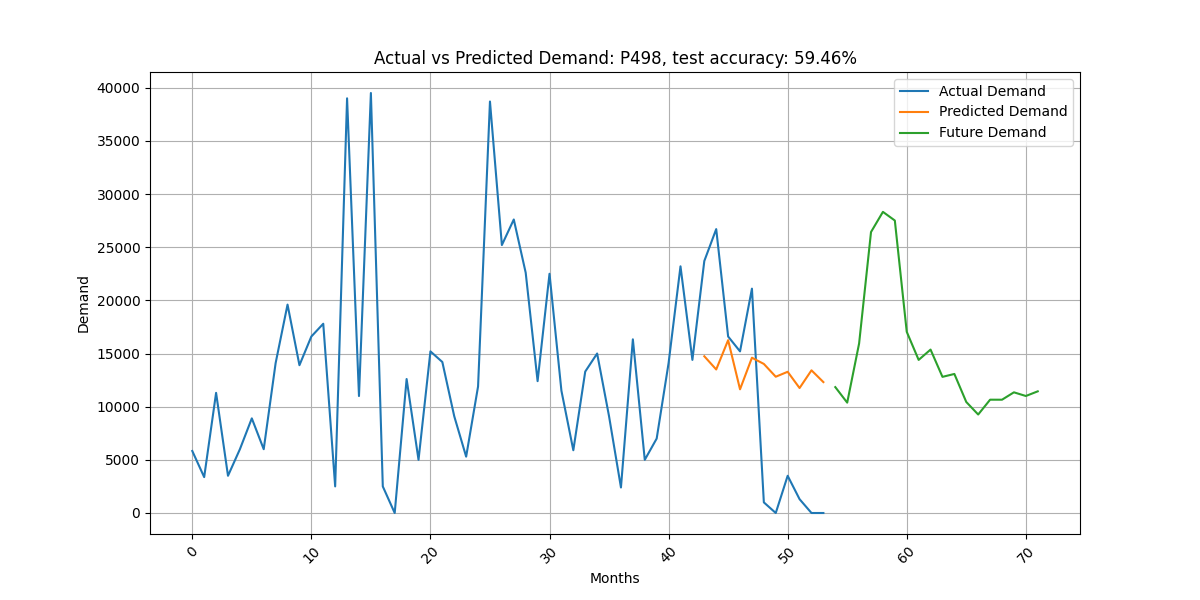 Actual vs Predicted Demand: P498, test accuracy: 59.46%
Actual Demand
Predicted Demand
Future Demand
40000
35000
30000
25000
20000
15000
10000
5000
0
Demand
0
10
20
30
40
50
60
70
Months